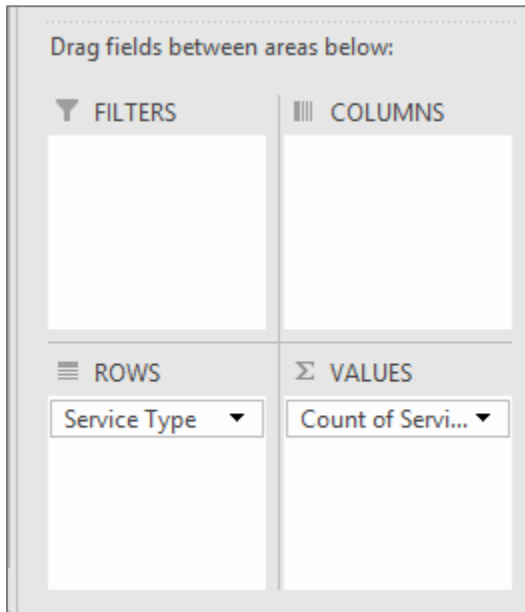 Drag fields between areas below:
FILTERS
COLUMNS
ROWS
Σ VALUES
Service Type
Count of Servi...